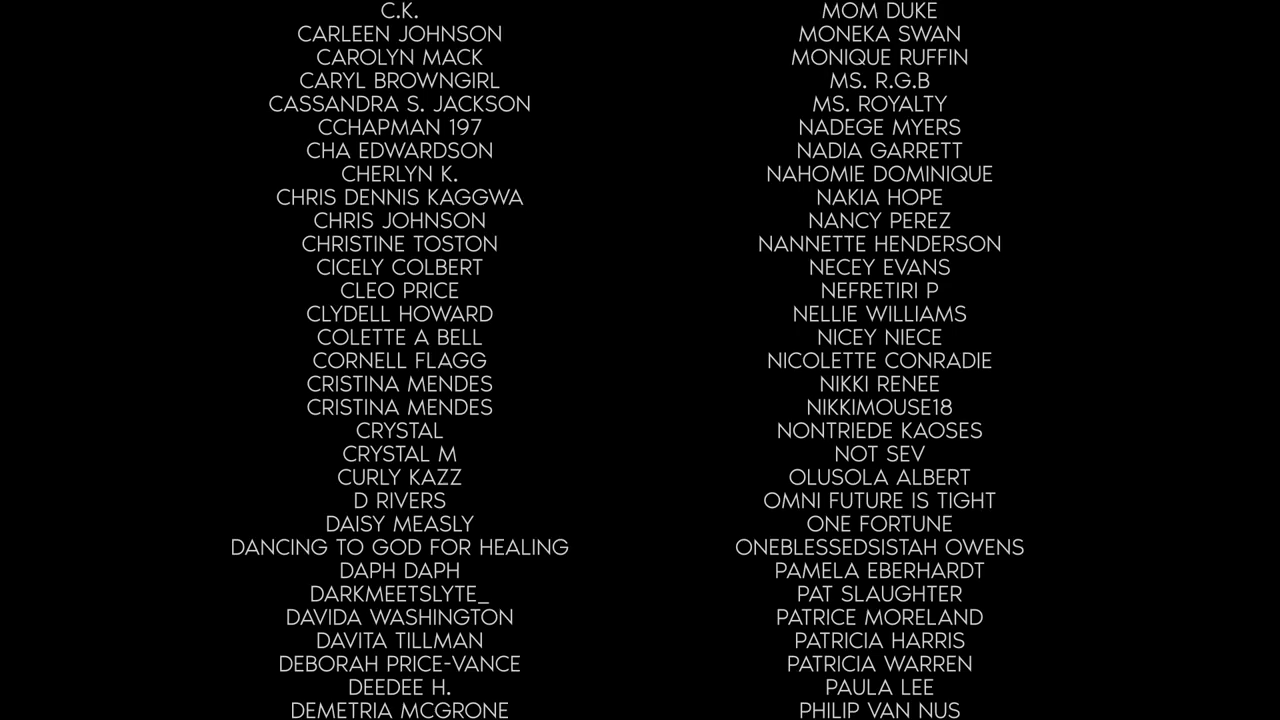 C.K.
CARLEEN JOHNSON
CAROLYN MACK
CARYL BROWNGIRL
CASSANDRA S. JACKSON
CCHAPMAN 197
CHA EDWARDSON
CHERLYN K.
CHRIS DENNIS KAGGWA
CHRIS JOHNSON
CHRISTINE TOSTON
CICELY COLBERT
CLEO PRICE
CLYDELL HOWARD
COLETTE A BELL
CORNELL FLAGG
CRISTINA MENDES
CRISTINA MENDES
CRYSTAL
CRYSTAL M
CURLY KAZZ
D RIVERS
DAISY MEASLY
DANCING TO GOD FOR HEALING
DAPH DAPH
DARKMEETSLYTE_
DAVIDA WASHINGTON
DAVITA TILLMAN
DEBORAH PRICE-VANCE
DEEDEE H.
DEMETRIA MCGRONE
MOM DUKE
MONEKA SWAN
MONIQUE RUFFIN
MS. R.G.B
MS. ROYALTY
NADEGE MYERS
NADIA GARRETT
NAHOMIE DOMINIQUE
NAKIA HOPE
NANCY PEREZ
NANNETTE HENDERSON
NECEY EVANS
NEFRETIRI P
NELLIE WILLIAMS
NICEY NIECE
NICOLETTE CONRADIE
NIKKI RENEE
NIKKIMOUSE18
NONTRIEDE KAOSES
NOT SEV
OLUSOLA ALBERT
OMNI FUTURE IS TIGHT
ONE FORTUNE
ONEBLESSEDSISTAH OWENS
PAMELA EBERHARDT
PAT SLAUGHTER
PATRICE MORELAND
PATRICIA HARRIS
PATRICIA WARREN
PAULA LEE
PHILIP VAN NUS